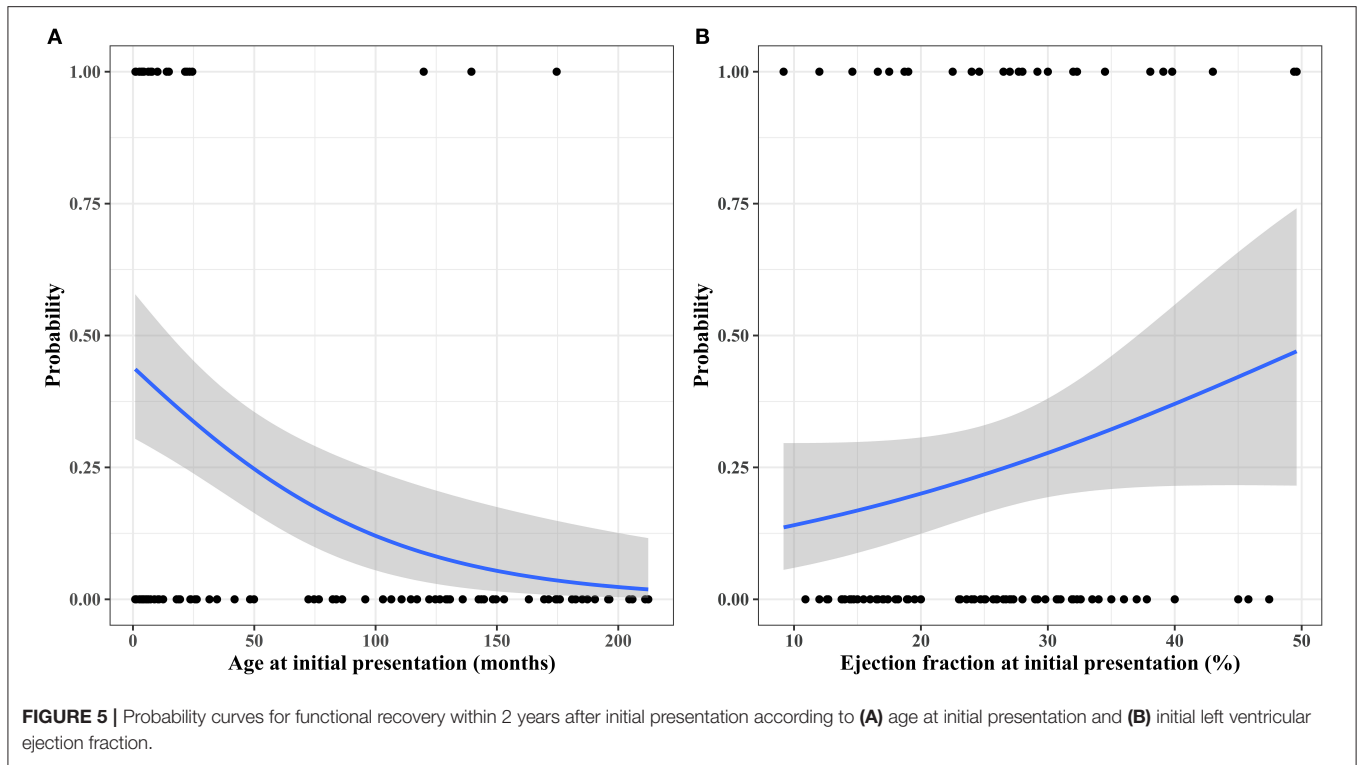 A
1.00
0.75
0.50
0.25
0.00
Probability
0 50 100 150 200
Age at initial presentation (months)
B
1.00
0.75
0.50
0.25
0.00
Probability
10 20 30 40 50
Ejection fraction at initial presentation (%)
FIGURE 5 | Probability curves for functional recovery within 2 years after initial presentation according to (A) age at initial presentation and (B) initial left ventricular
ejection fraction.